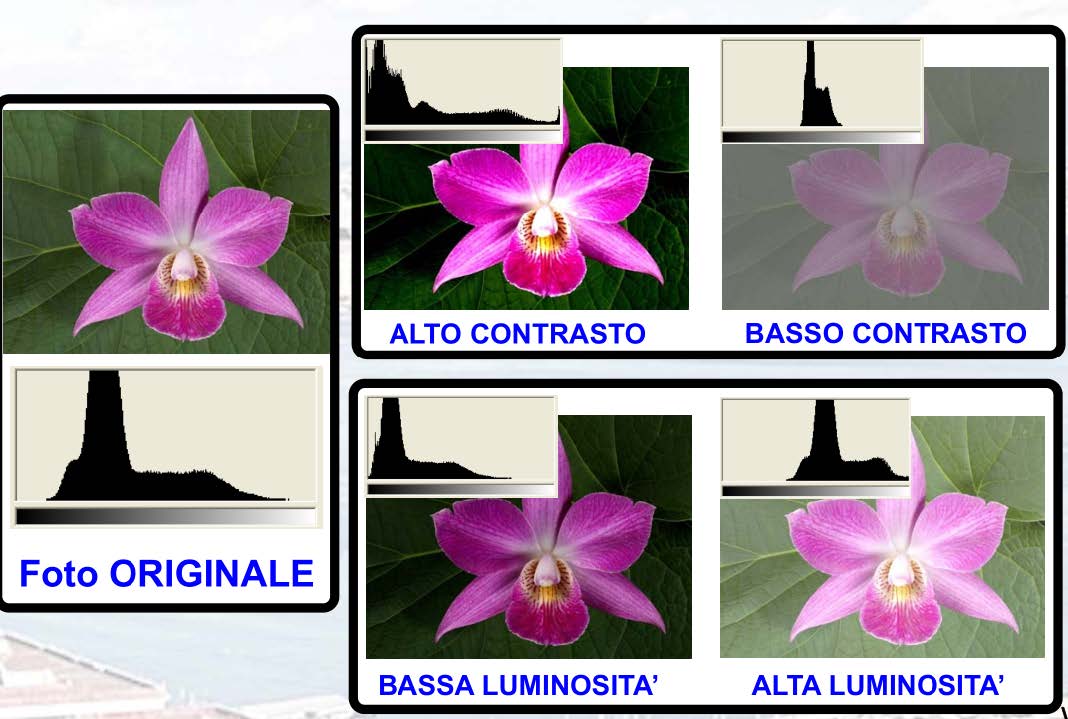 Foto ORIGINALE
ALTO CONTRASTO
BASSO CONTRASTO
BASSA LUMINOSITA’
ALTA LUMINOSITA’